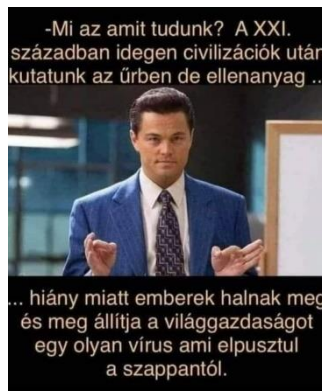 -Mi az amit tudunk? A XXI.
században idegen civilizációk után
kutatunk az űrben de ellenanyag ..
... hiány miatt emberek halnak meg
és meg állítja a világgazdaságot
egy olyan vírus ami elpusztul
a szappantól.